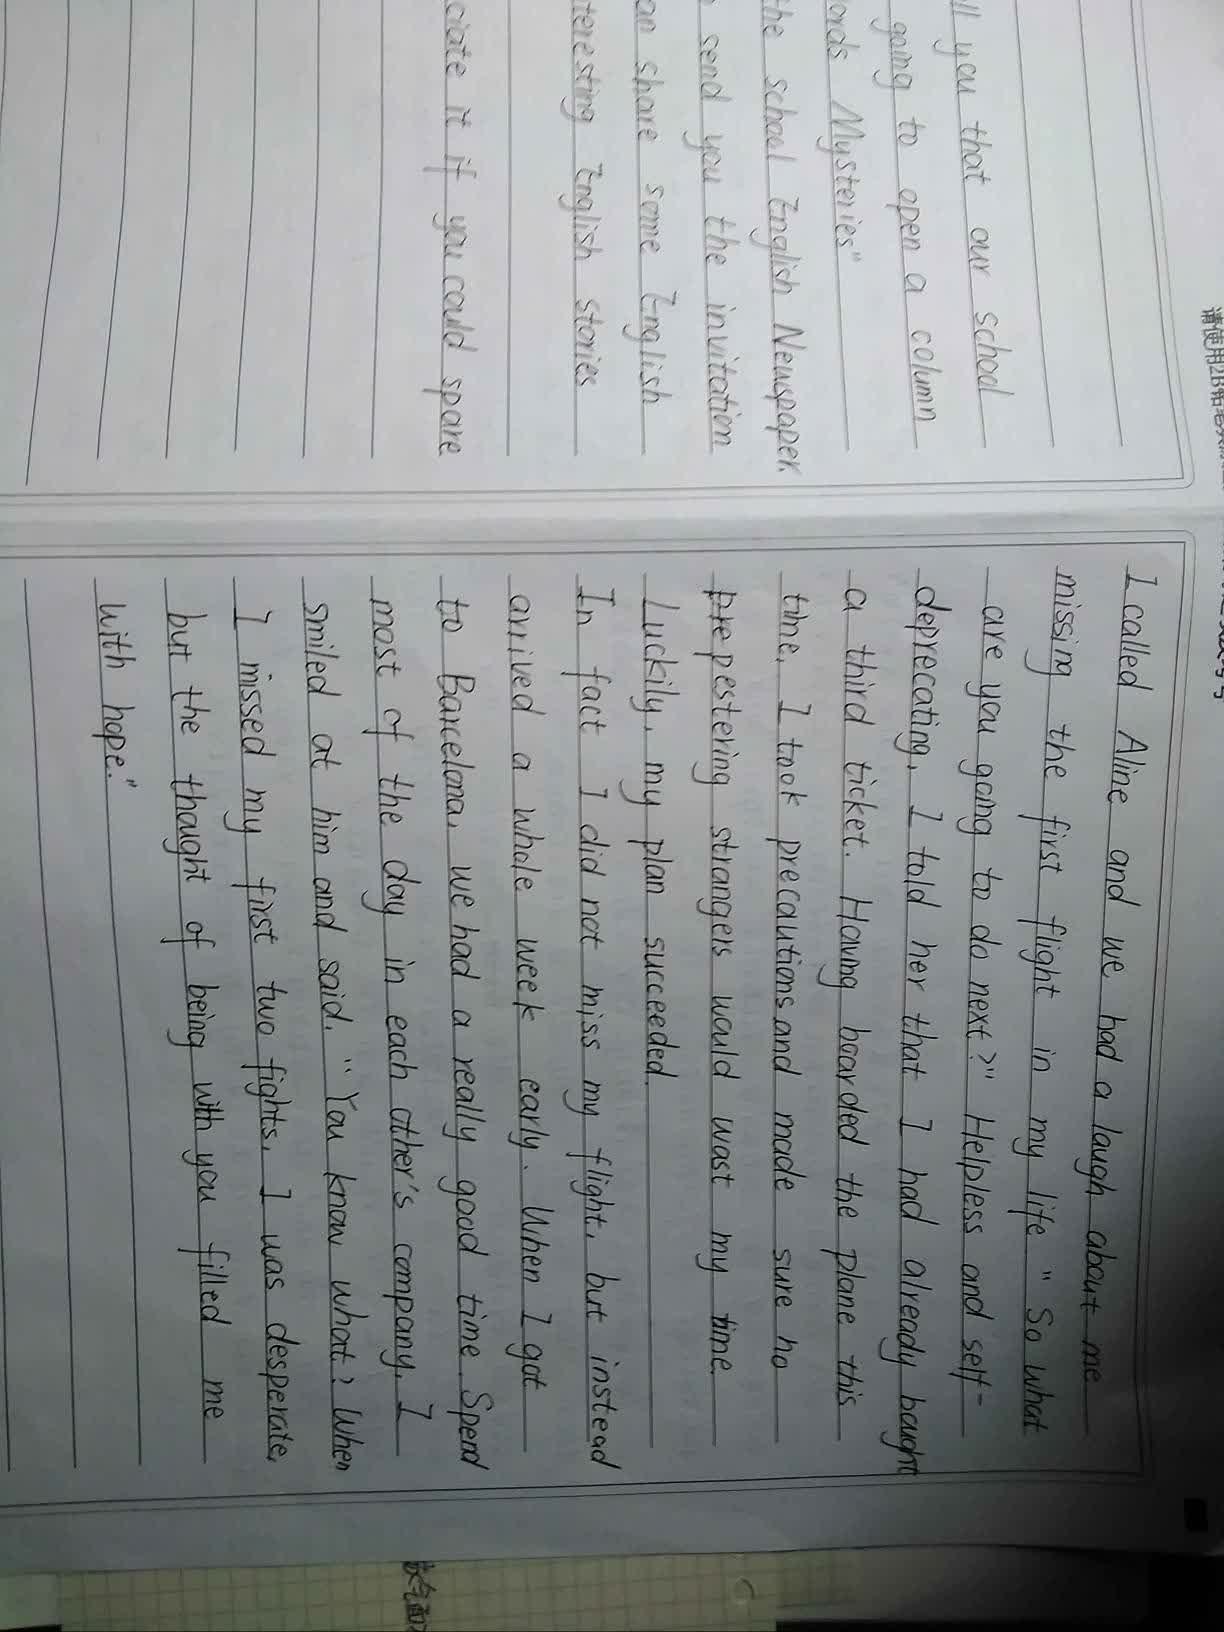 ll you that our school
going to open a column
Mysteries"
the school English Newspaper.
send you the invitation
share some English
English stories
it if you could spare
I called Aline and we had a laugh about me
missing the first flight in my life " So what
are you going to do next?" Helpless and self-
deprecating, I told her that I had already bought
a third ticket. Having boarded the plane this
time, I took precautions and made sure no
pestering strangers would wast my time.
Luckily, my plan succeeded.
In fact I did not miss my flight, but instead
arrived a whole week early. When I got
to Barcelona, we had a really good time. Spend
most of the day in each other's company, I
smiled at him and said, "You know what? When
I missed my first two fights, I was desperate,
but the thought of being with you filled me
with hope."
请使用2B铅笔